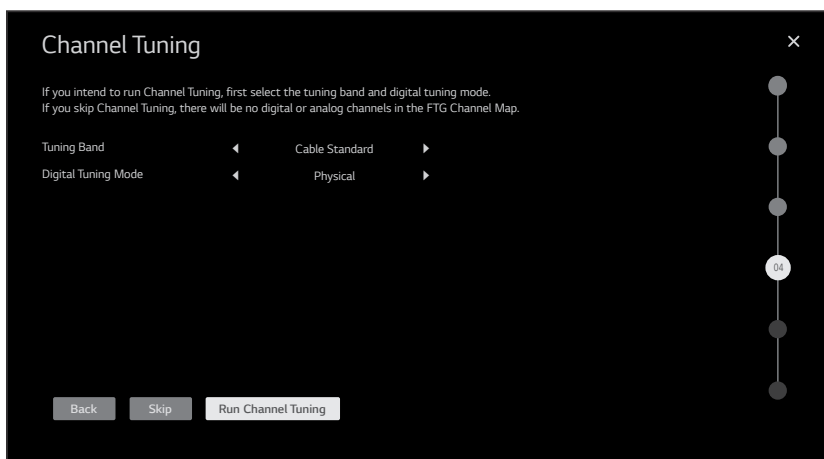 Channel Tuning
If you intend to run Channel Tuning, first select the tuning band and digital tuning mode.
If you skip Channel Tuning, there will be no digital or analog channels in the FTG Channel Map.
Tuning Band Cable Standard
Digital Tuning Mode Physical
04
Back Skip Run Channel Tuning